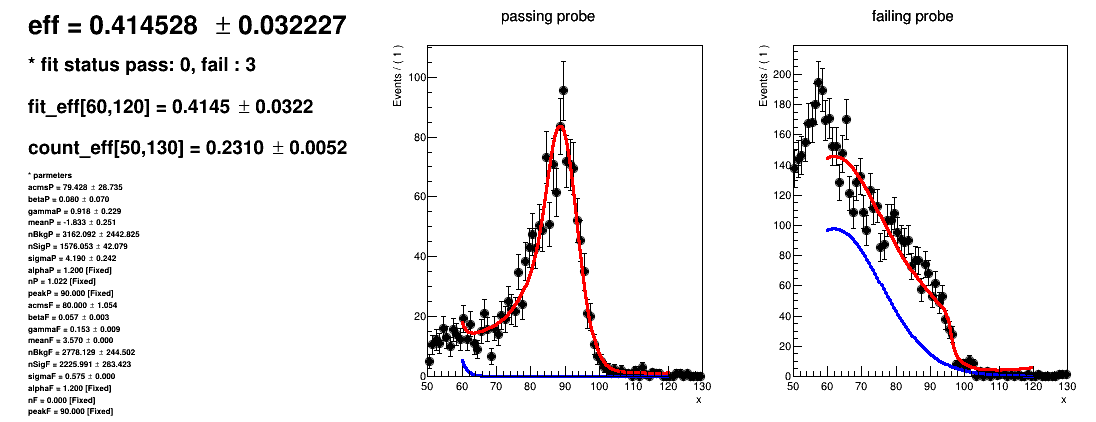 eff = 0.414528 ± 0.032227
* fit status pass: 0, fail : 3
fit_eff[60,120] = 0.4145 ± 0.0322
count_eff[50,130] = 0.2310 ± 0.0052
* parmeters
acmsP = 79.428 ± 28.735
betaP = 0.080 ± 0.070
gammaP = 0.918 ± 0.229
meanP = -1.833 ± 0.251
nBkgP = 3162.092 ± 2442.825
nSigP = 1576.053 ± 42.079
sigmaP = 4.190 ± 0.242
alphaP = 1.200 [Fixed]
nP = 1.022 [Fixed]
peakP = 90.000 [Fixed]
acmsF = 80.000 ± 1.054
betaF = 0.057 ± 0.003
gammaF = 0.153 ± 0.009
meanF = 3.570 ± 0.000
nBkgF = 2778.129 ± 244.502
nSigF = 2225.991 ± 283.423
sigmaF = 0.575 ± 0.000
alphaF = 1.200 [Fixed]
nF = 0.000 [Fixed]
peakF = 90.000 [Fixed]
passing probe
Events / ( 1 )
100
80
60
40
20
0
50 60 70 80 90 100 110 120 130
x
failing probe
Events / ( 1 )
200
180
160
140
120
100
80
60
40
20
0
50 60 70 80 90 100 110 120 130
x